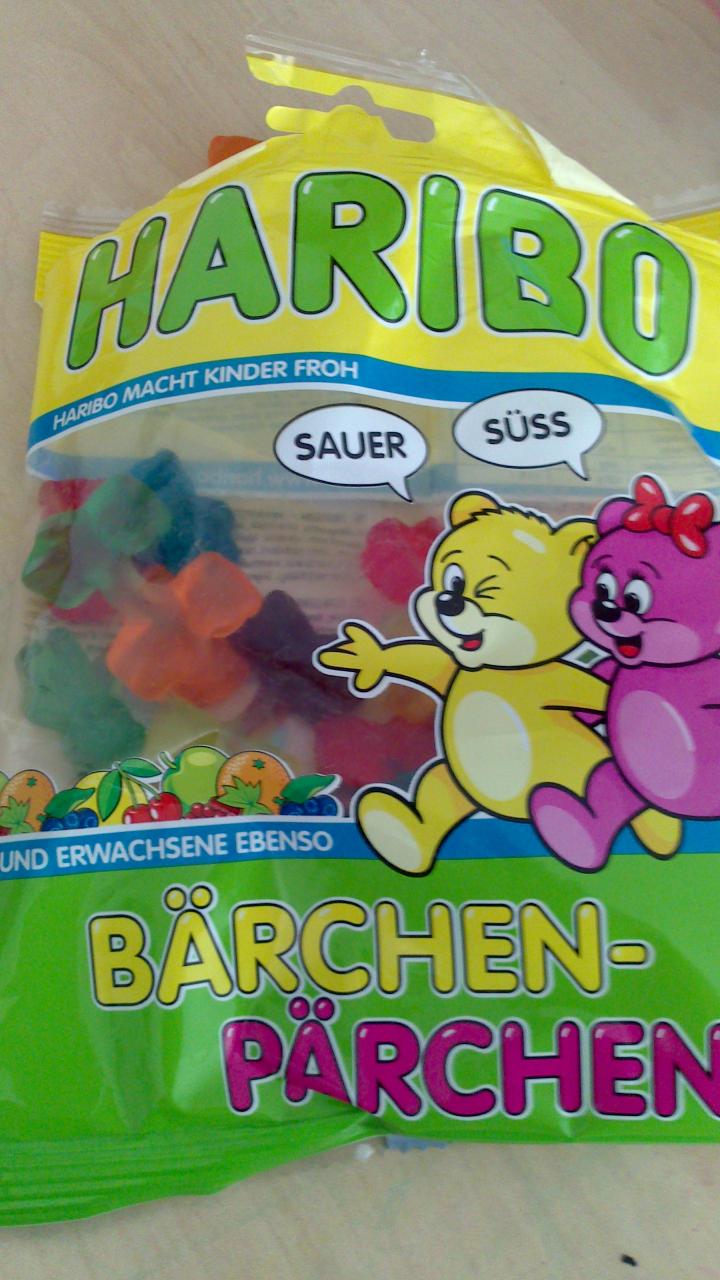 HARIBO
HARIBO MACHT KINDER FROH
SAUER
SÜSS
UND ERWACHSENE EBENSO
BÄRCHEN-
PÄRCHEN